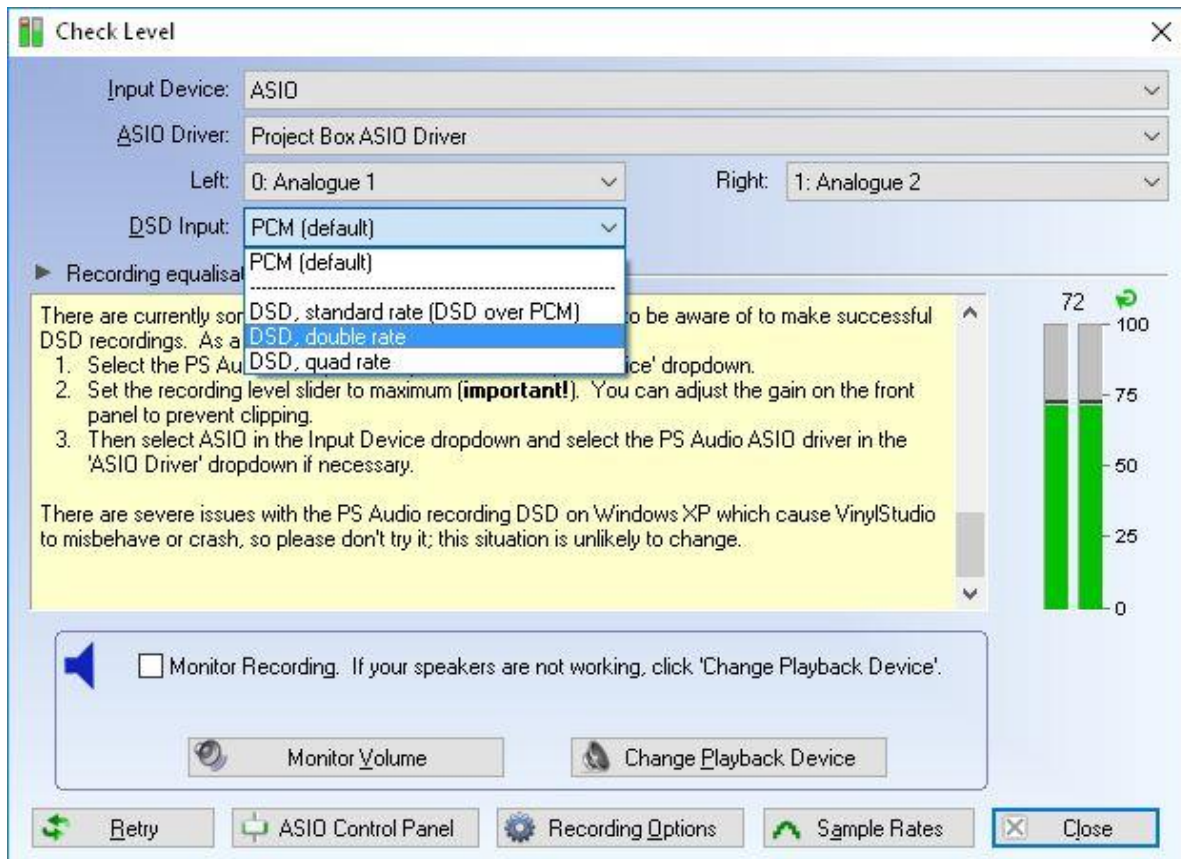 Check Level
Input Device: ASIO
ASIO Driver: Project Box ASIO Driver
Left: 0: Analogue 1 Right: 1: Analogue 2
DSD Input: PCM (default)
PCM (default)
DSD, standard rate (DSD over PCM)
DSD, double rate
DSD, quad rate
Recording equalisat
There are currently sor o be aware of to make successful
DSD recordings. As a
1. Select the PS Au ice' dropdown.
2. Set the recording level slider to maximum (important!). You can adjust the gain on the front
panel to prevent clipping.
3. Then select ASIO in the Input Device dropdown and select the PS Audio ASIO driver in the
'ASIO Driver' dropdown if necessary.
There are severe issues with the PS Audio recording DSD on Windows XP which cause VinylStudio
to misbehave or crash, so please don't try it; this situation is unlikely to change.
72
100
75
50
25
0
Monitor Recording. If your speakers are not working, click 'Change Playback Device'.
Monitor Volume Change Playback Device
Retry ASIO Control Panel Recording Options Sample Rates Close